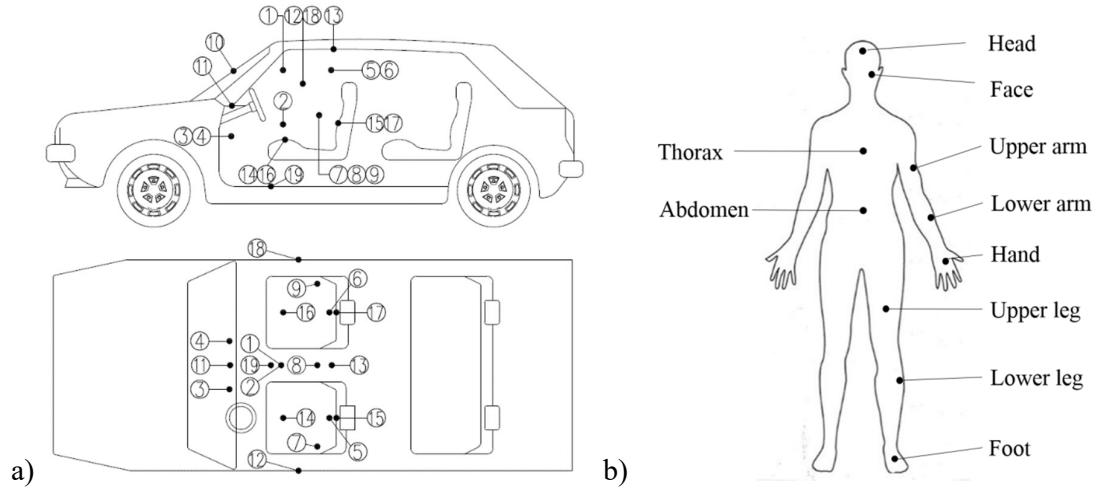 ① ⑫ ⑱ ⑬
⑩
⑪
⑤ ⑥
②
③ ④
⑮ ⑰
⑭ ⑯ ⑲
⑦ ⑧ ⑨
⑱
⑨
⑥
⑯
⑰
④
①
⑪
⑲
⑧
⑬
③
②
⑭
⑮
⑦
⑤
⑫
a)
Head
Face
Thorax
Upper arm
Abdomen
Lower arm
Hand
Upper leg
Lower leg
Foot
b)